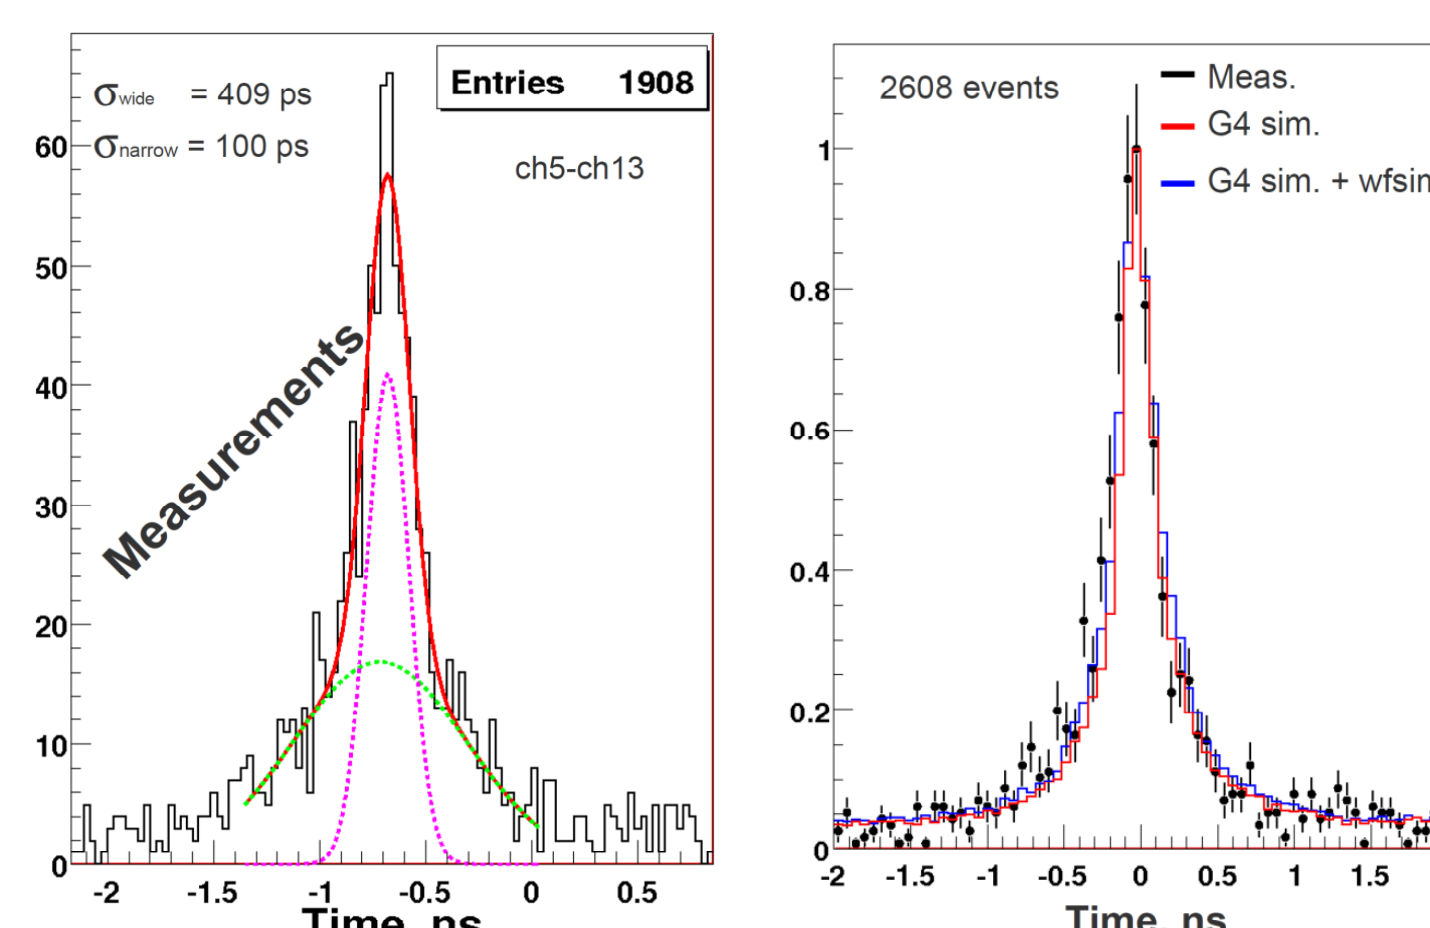 Entries 1908
σwide = 409 ps
σnarrow = 100 ps
ch5-ch13
Measurements
60
50
40
30
20
10
0
-2 -1.5 -1 -0.5 0 0.5
Time, ns
2608 events
Meas.
G4 sim.
G4 sim. + wfsim
1
0.8
0.6
0.4
0.2
0
-2 -1.5 -1 -0.5 0 0.5 1 1.5
Time, ns